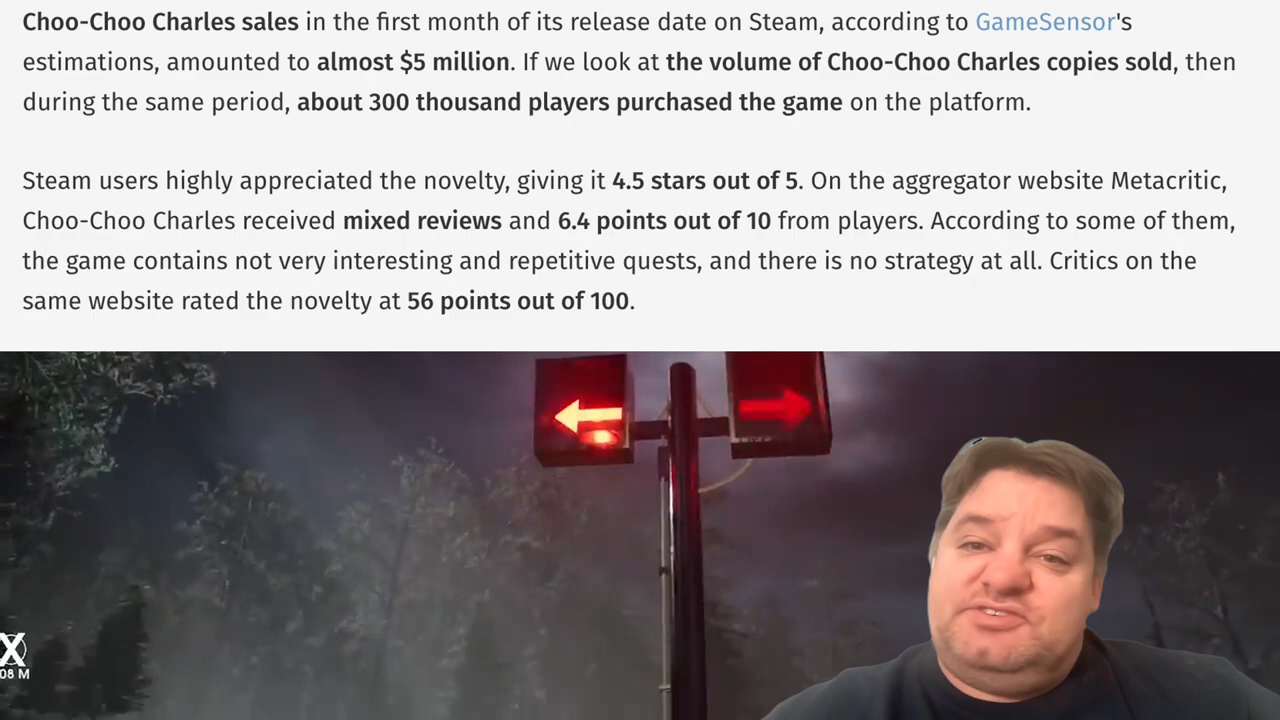 Choo-Choo Charles sales in the first month of its release date on Steam, according to GameSensor's
estimations, amounted to almost $5 million. If we look at the volume of Choo-Choo Charles copies sold, then
during the same period, about 300 thousand players purchased the game on the platform.
Steam users highly appreciated the novelty, giving it 4.5 stars out of 5. On the aggregator website Metacritic,
Choo-Choo Charles received mixed reviews and 6.4 points out of 10 from players. According to some of them,
the game contains not very interesting and repetitive quests, and there is no strategy at all. Critics on the
same website rated the novelty at 56 points out of 100.
X
08 M